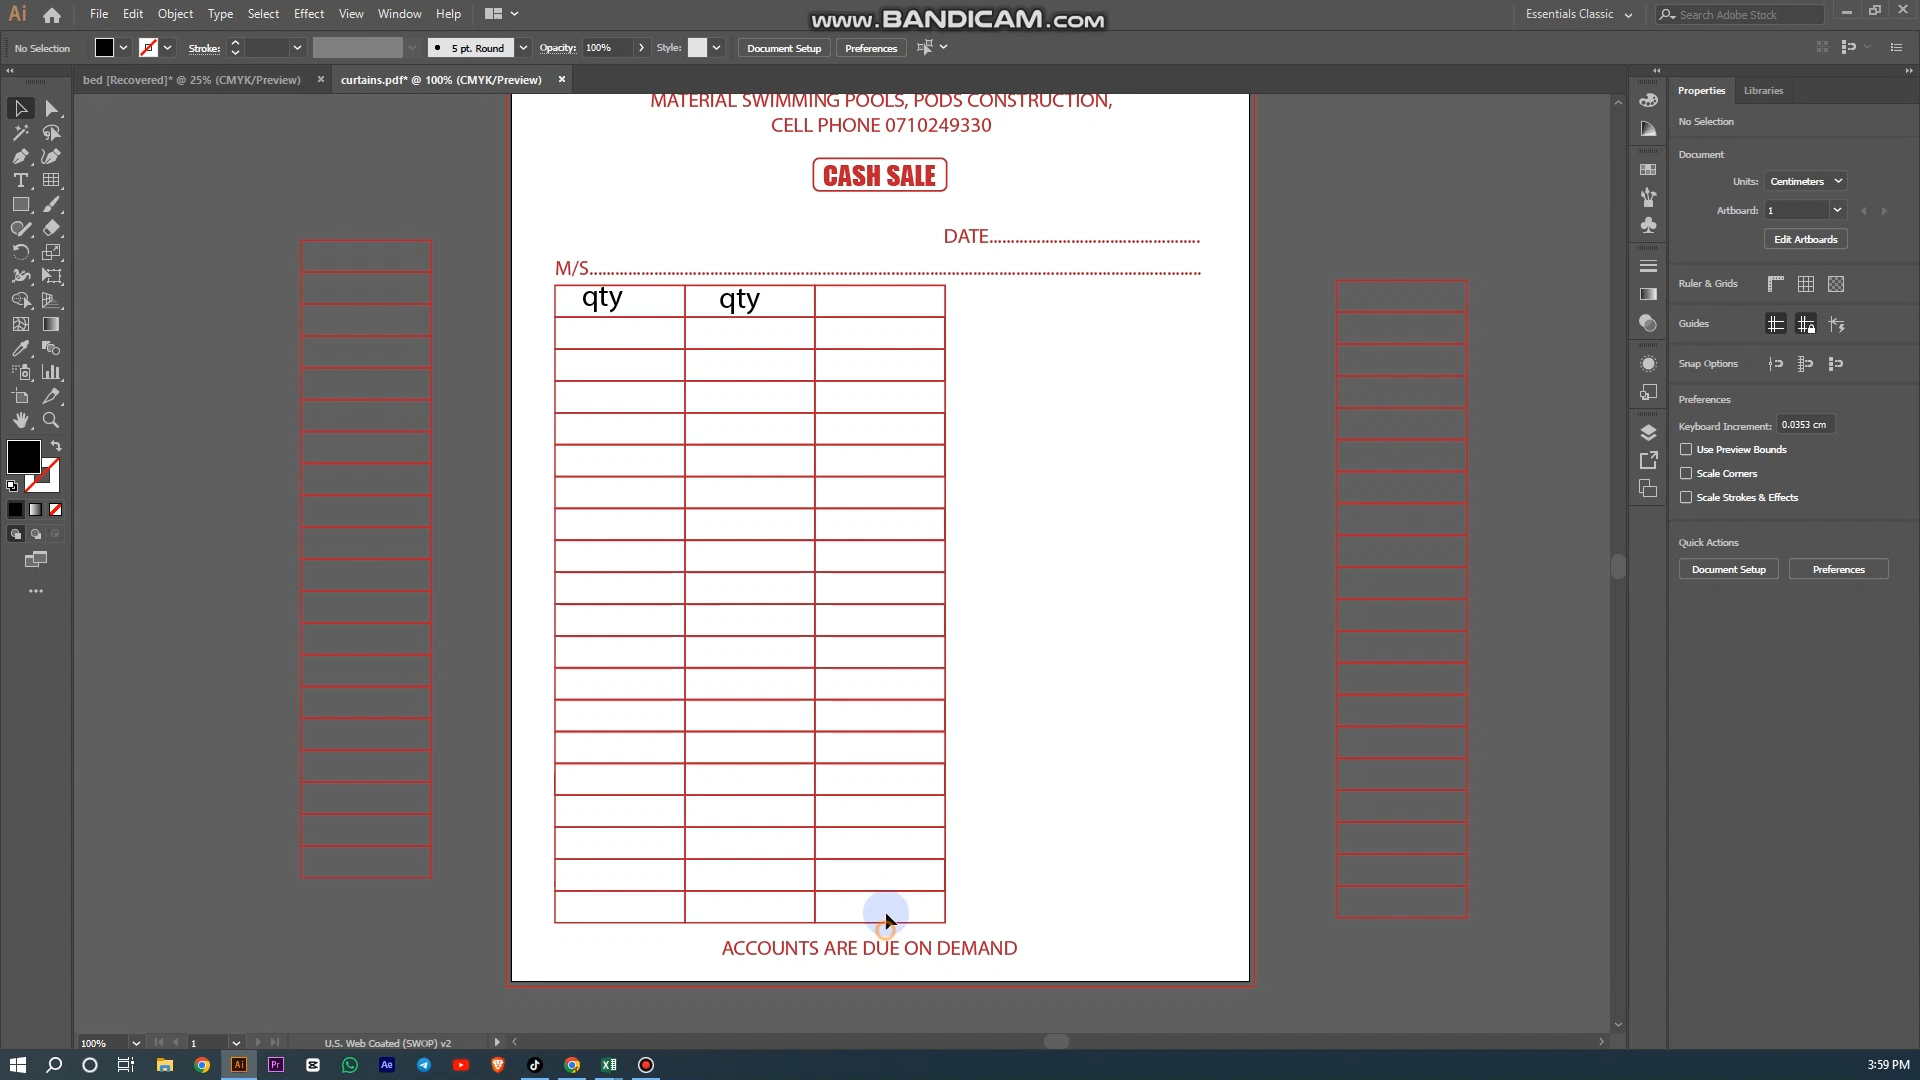 Ai File Edit Object Type Select Effect View Window Help
www.BANDICAM.com
Essentials Classic
Search Adobe Stock
No Selection
Stroke:
5 pt. Round
Opacity: 100%
Style:
Document Setup
Preferences
bed [Recovered]* @ 25% (CMYK/Preview) ×
curtains.pdf* @ 100% (CMYK/Preview) ×
MATERIAL SWIMMING POOLS, PODS CONSTRUCTION,
CELL PHONE 0710249330
CASH SALE
DATE.................................................
M/S...............................................................................................................................................
qty qty
ACCOUNTS ARE DUE ON DEMAND
Properties Libraries
No Selection
Document
Units: Centimeters
Artboard: 1
Edit Artboards
Ruler & Grids
Guides
Snap Options
Preferences
Keyboard Increment: 0.0353 cm
Use Preview Bounds
Scale Corners
Scale Strokes & Effects
Quick Actions
Document Setup Preferences
100% 1 U.S. Web Coated (SWOP) v2
Ai Pr Ae
3:59 PM